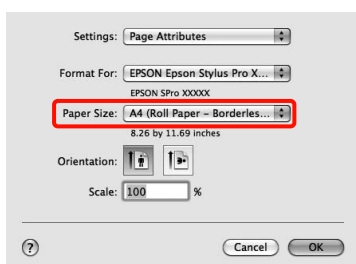 Settings: Page Attributes
Format For: EPSON Epson Stylus Pro X...
EPSON SPro XXXXX
Paper Size: A4 (Roll Paper – Borderles...
8.26 by 11.69 inches
Orientation:
Scale: 100 %
? Cancel OK